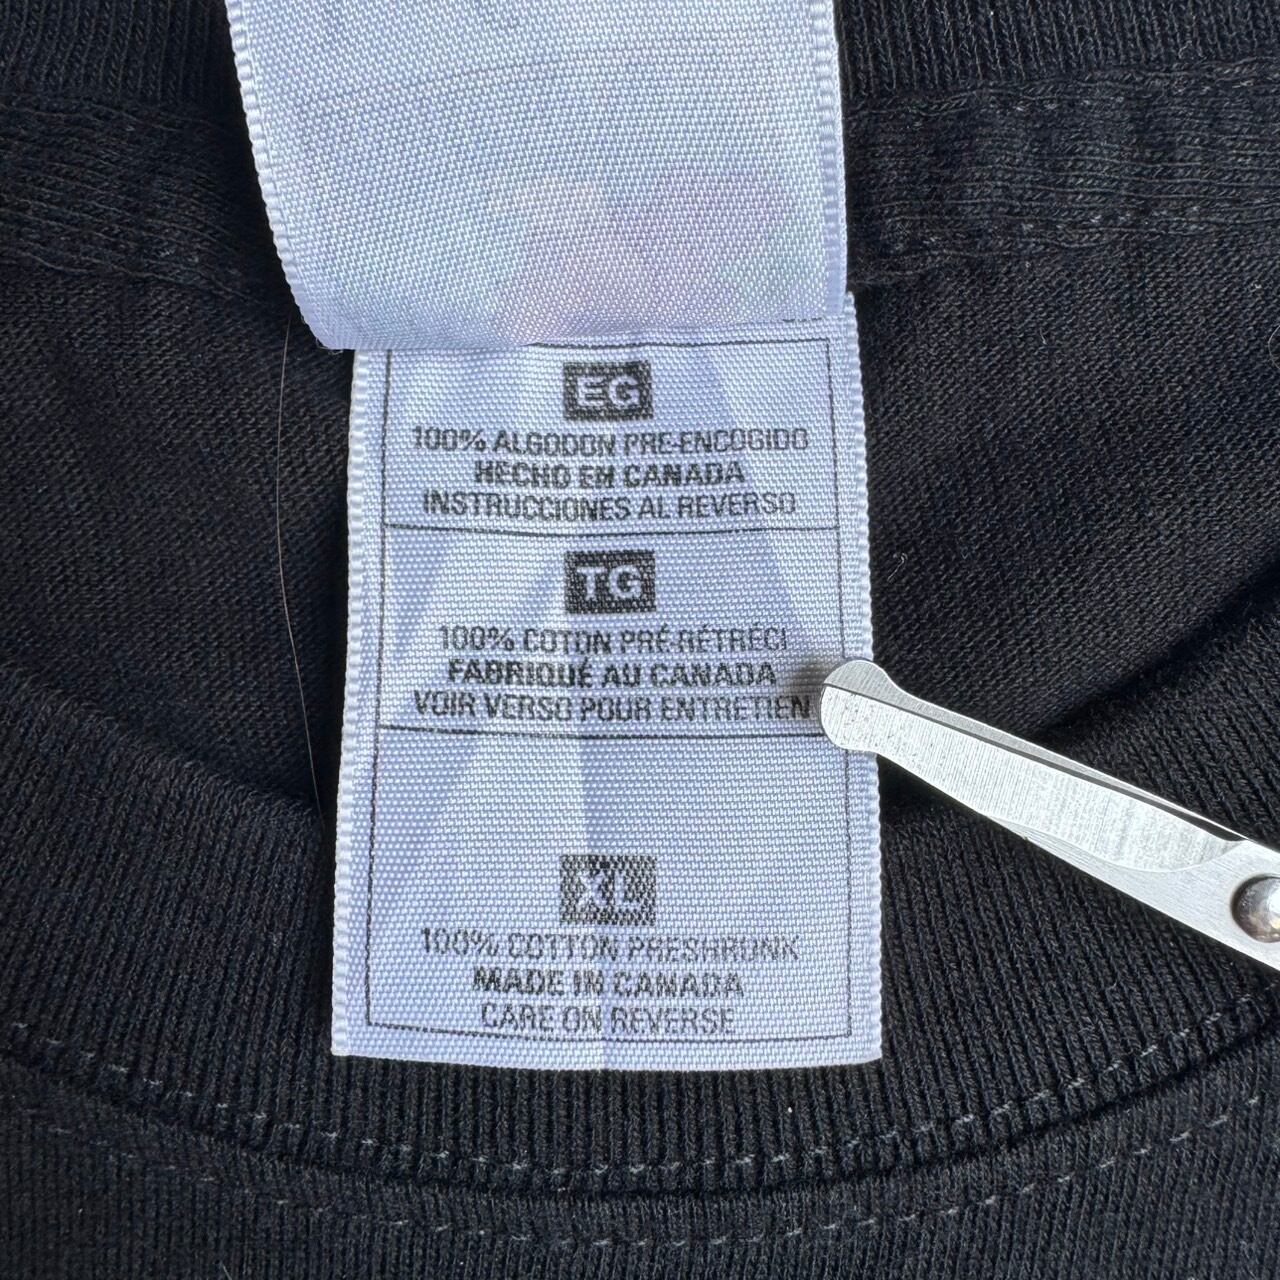 EG
100% ALGODON PRE-ENCOGIDO
HECHO EN CANADA
INSTRUCCIONES AL REVERSO
TG
100% COTON PRÉ-RÉTRÉCI
FABRIQUÉ AU CANADA
VOIR VERSO POUR ENTRETIEN
XL
100% COTTON PRESHRUNK
MADE IN CANADA
CARE ON REVERSE